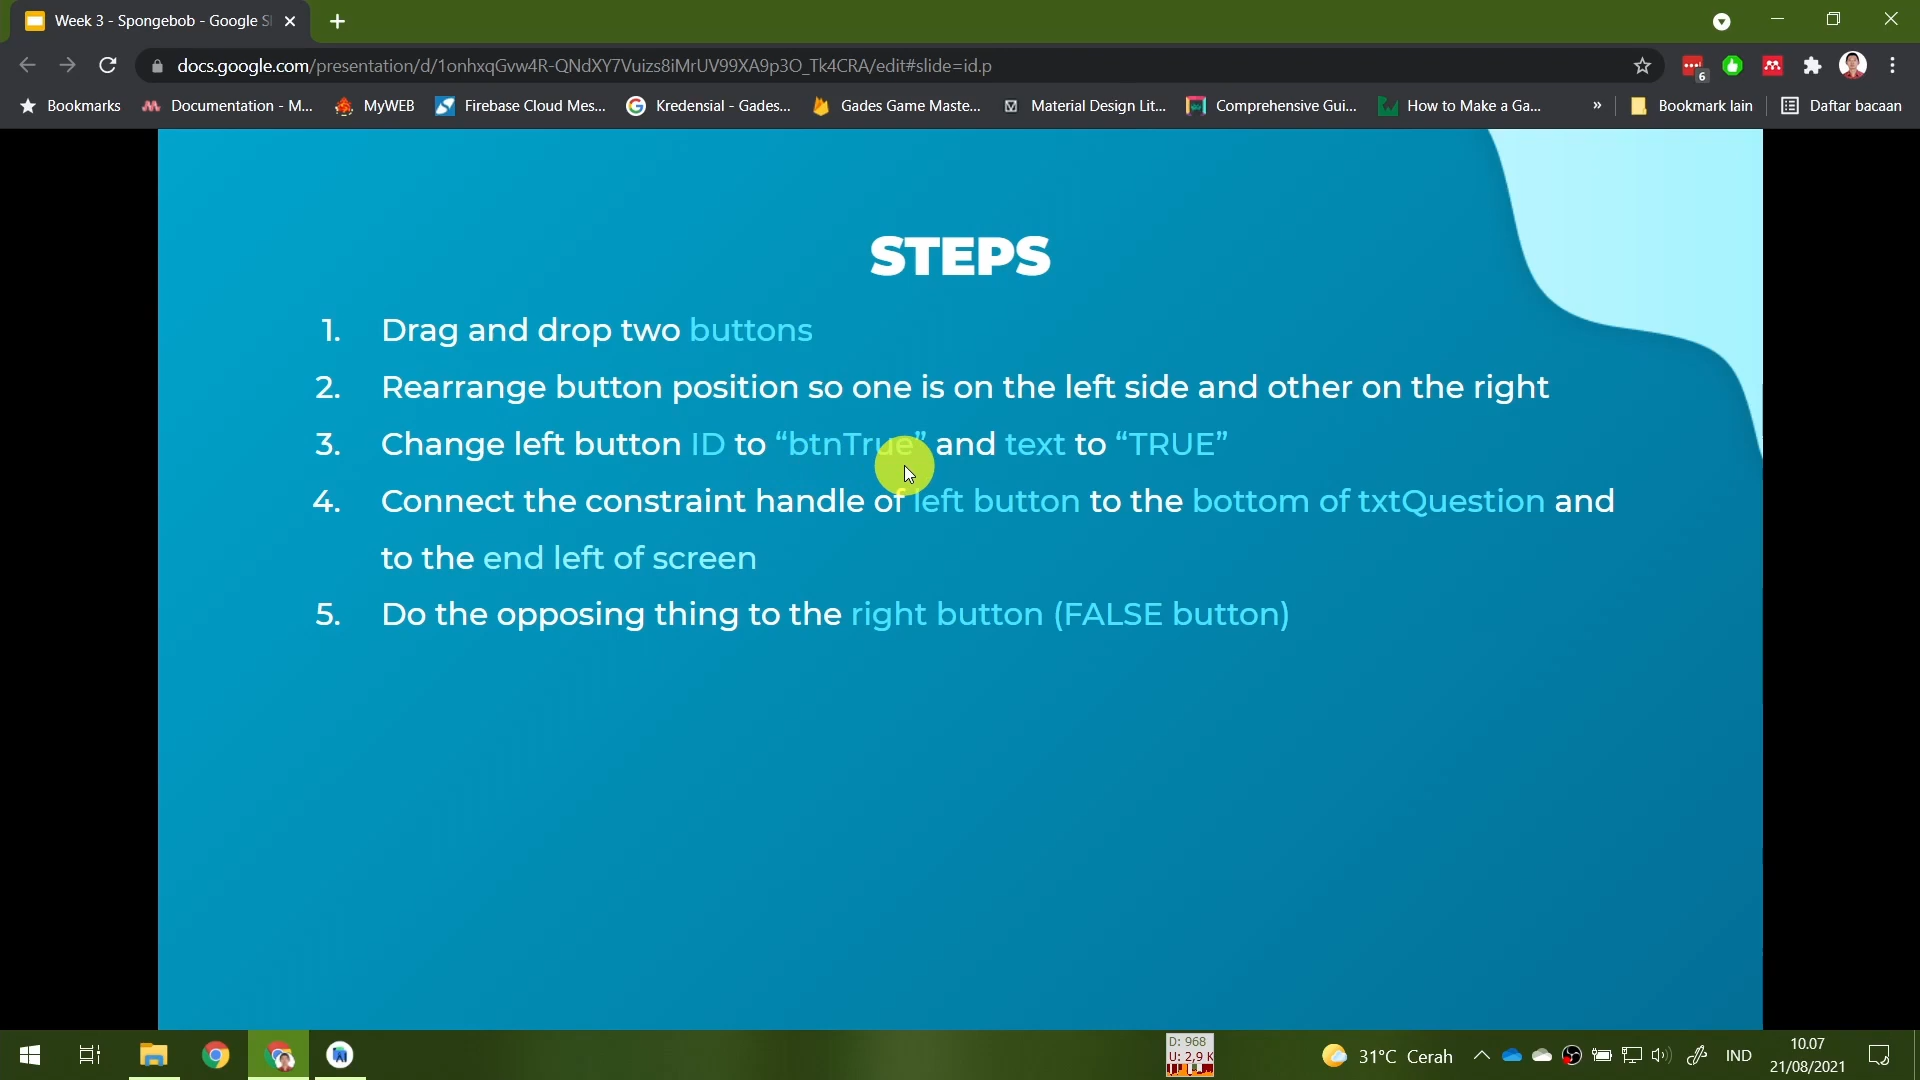 Week 3 - Spongebob - Google Sl
docs.google.com/presentation/d/1onhxqGvw4R-QNdXY7Vuizs8iMrUV99XA9p3O_Tk4CRA/edit#slide=id.p
6
Bookmarks Documentation - M... MyWEB Firebase Cloud Mes... Kredensial - Gades... Gades Game Maste... Material Design Lit... Comprehensive Gui... How to Make a Ga... » Bookmark lain Daftar bacaan
STEPS
1. Drag and drop two buttons
2. Rearrange button position so one is on the left side and other on the right
3. Change left button ID to “btnTrue” and text to “TRUE”
4. Connect the constraint handle of left button to the bottom of txtQuestion and
to the end left of screen
5. Do the opposing thing to the right button (FALSE button)
D: 968
U: 2,9 K
31°C Cerah
IND
10.07
21/08/2021